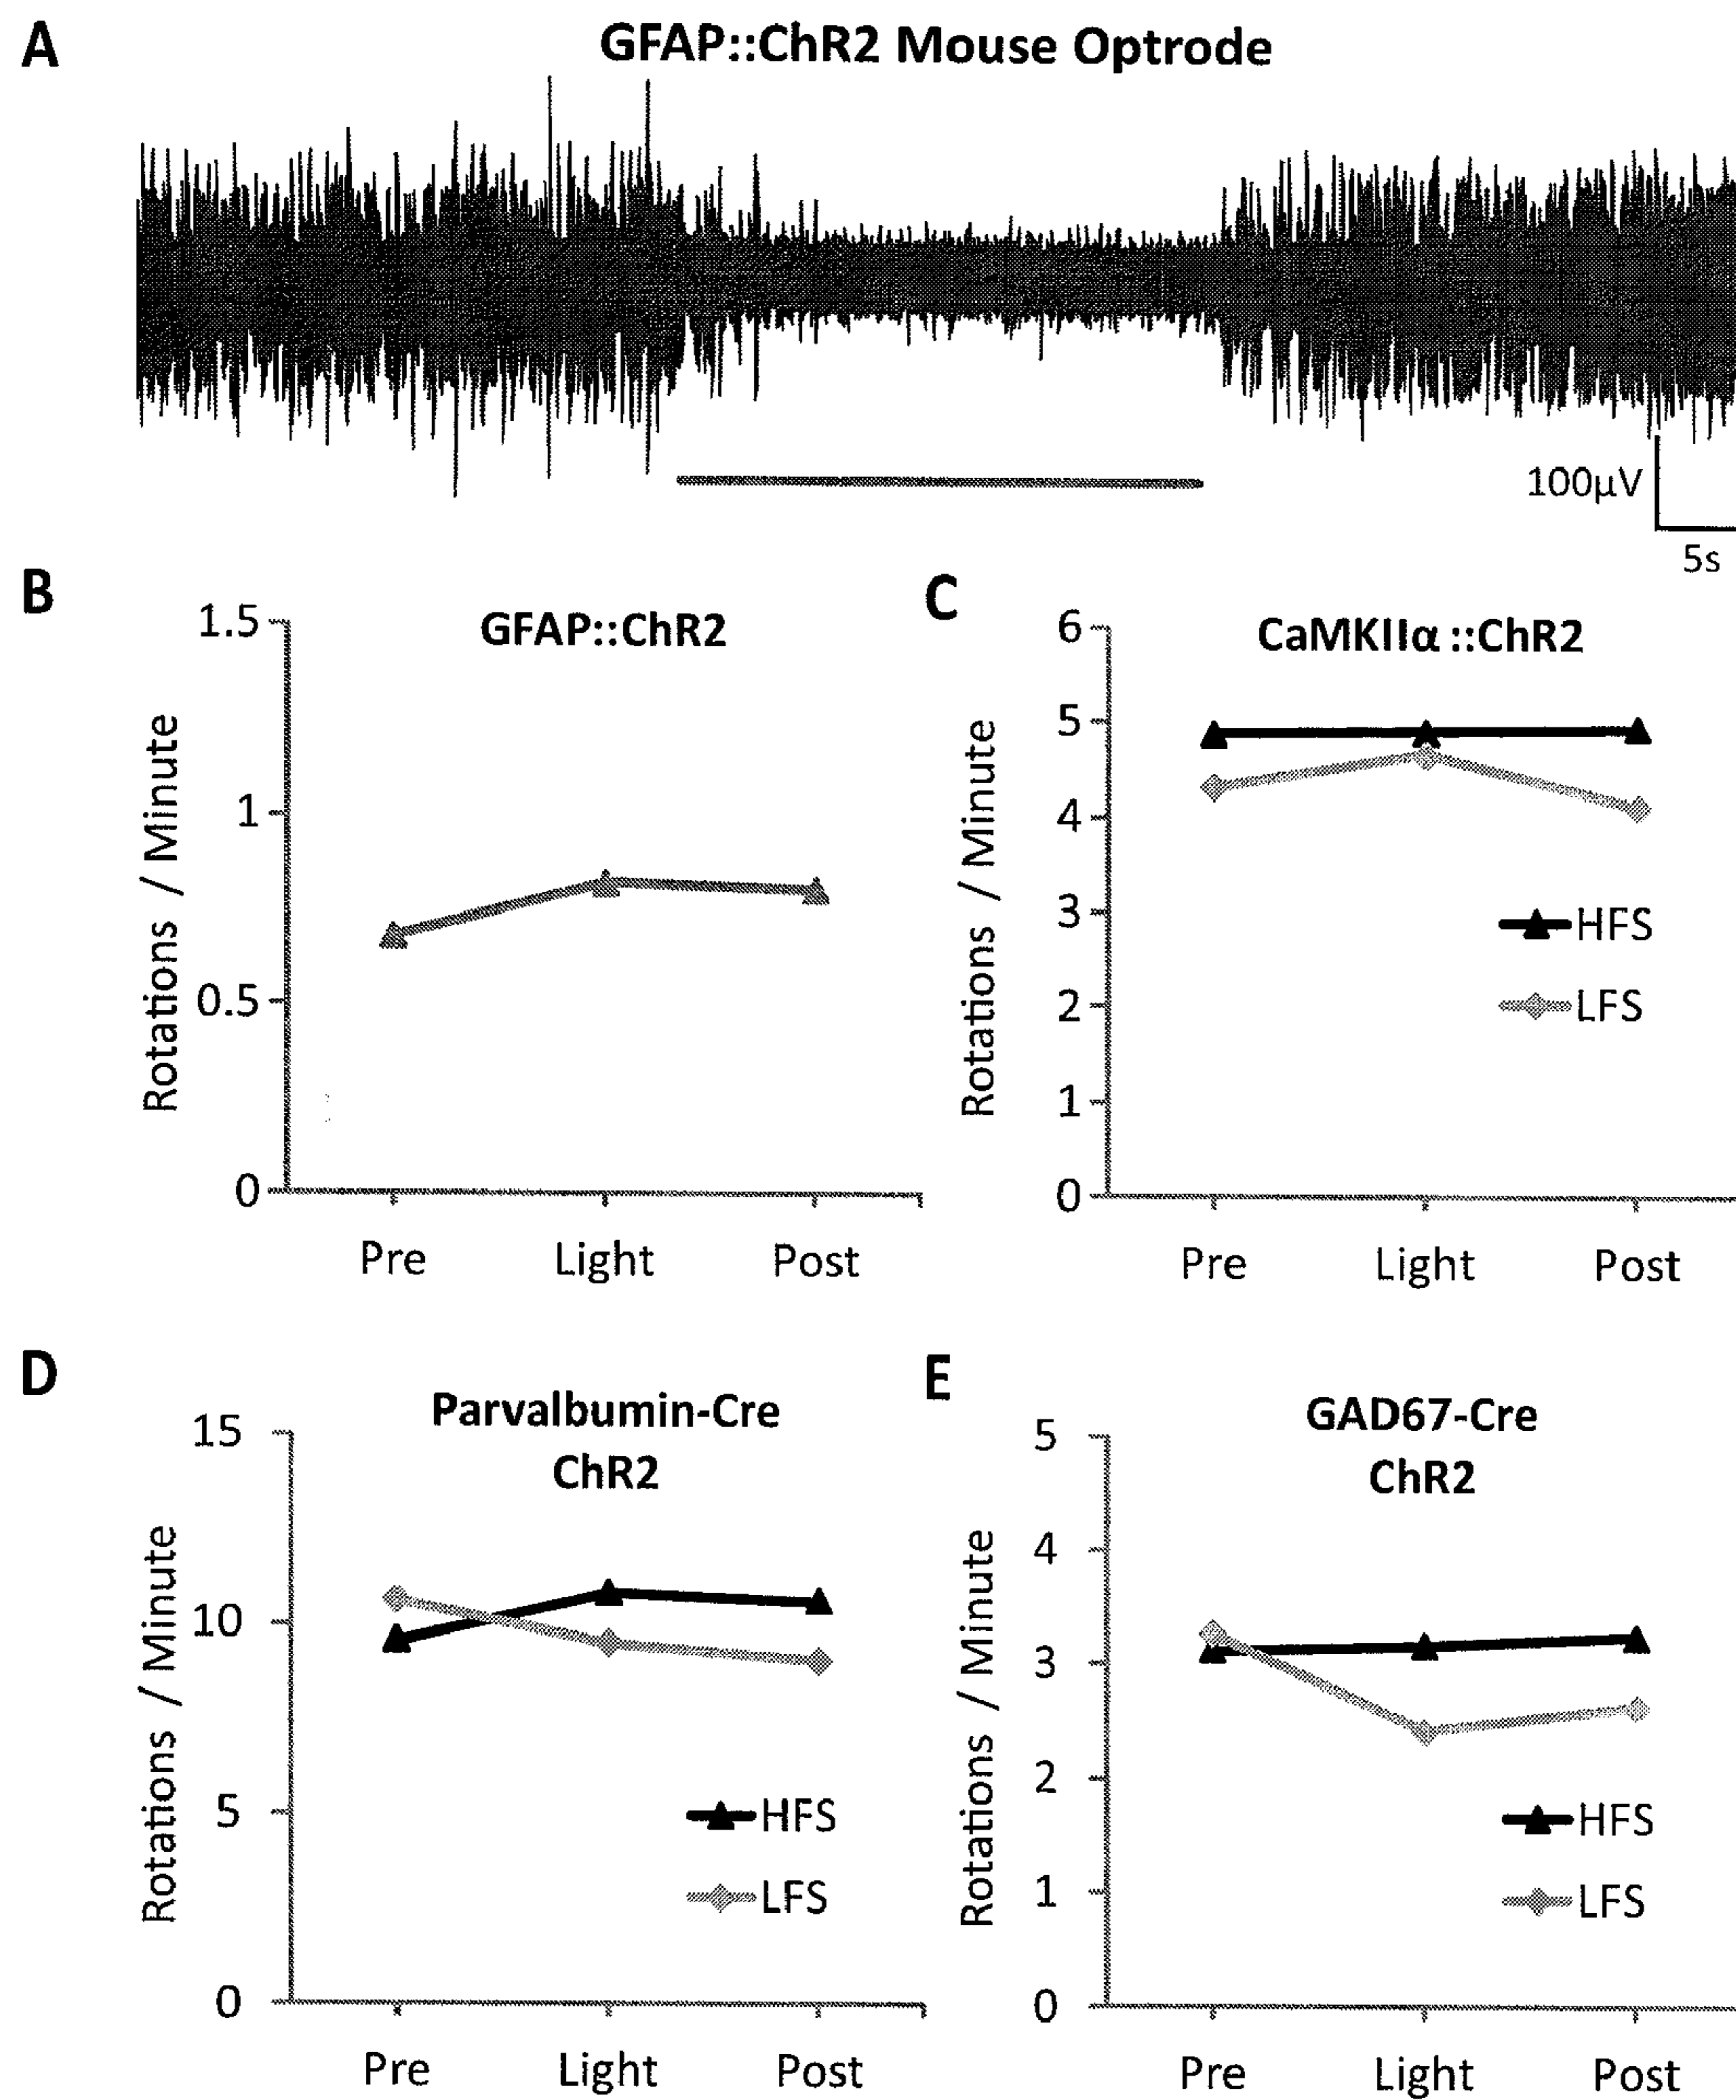 A
GFAP::ChR2 Mouse Optrode
100µV
5s
B
GFAP::ChR2
1.5
1
0.5
0
Rotations / Minute
Pre Light Post
C
CaMKIIα ::ChR2
6
5
4
3
2
1
0
Rotations / Minute
HFS
LFS
Pre Light Post
D
Parvalbumin-Cre
ChR2
15
10
5
0
Rotations / Minute
HFS
LFS
Pre Light Post
E
GAD67-Cre
ChR2
5
4
3
2
1
0
Rotations / Minute
HFS
LFS
Pre Light Post